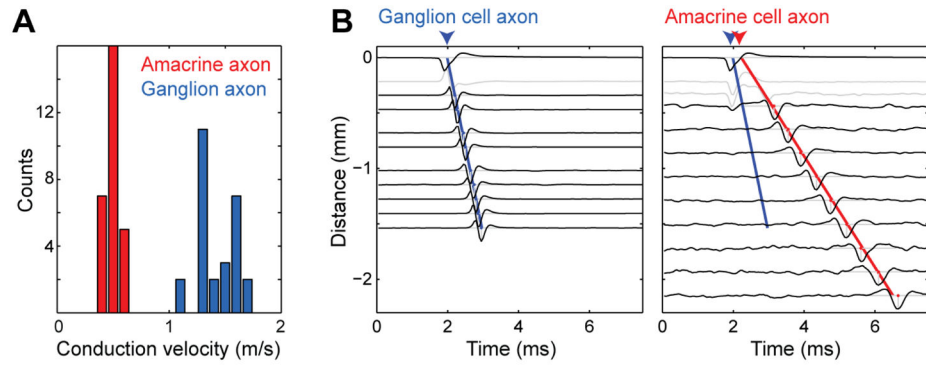 A
Amacrine axon
Ganglion axon
12
8
4
Counts
0
1
2
Conduction velocity (m/s)
B
Ganglion cell axon
Amacrine cell axon
0
−1
−2
Distance (mm)
0
2
4
6
Time (ms)
0
2
4
6
Time (ms)